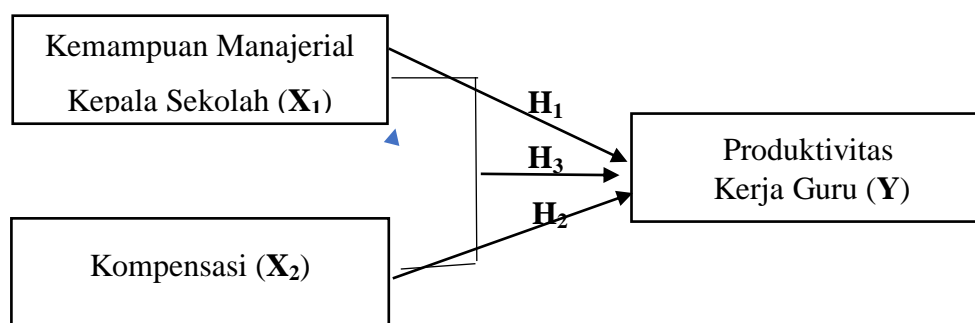 Kemampuan Manajerial
Kepala Sekolah (X₁)
H₁
Produktivitas
Kerja Guru (Y)
H₃
H₂
Kompensasi (X₂)